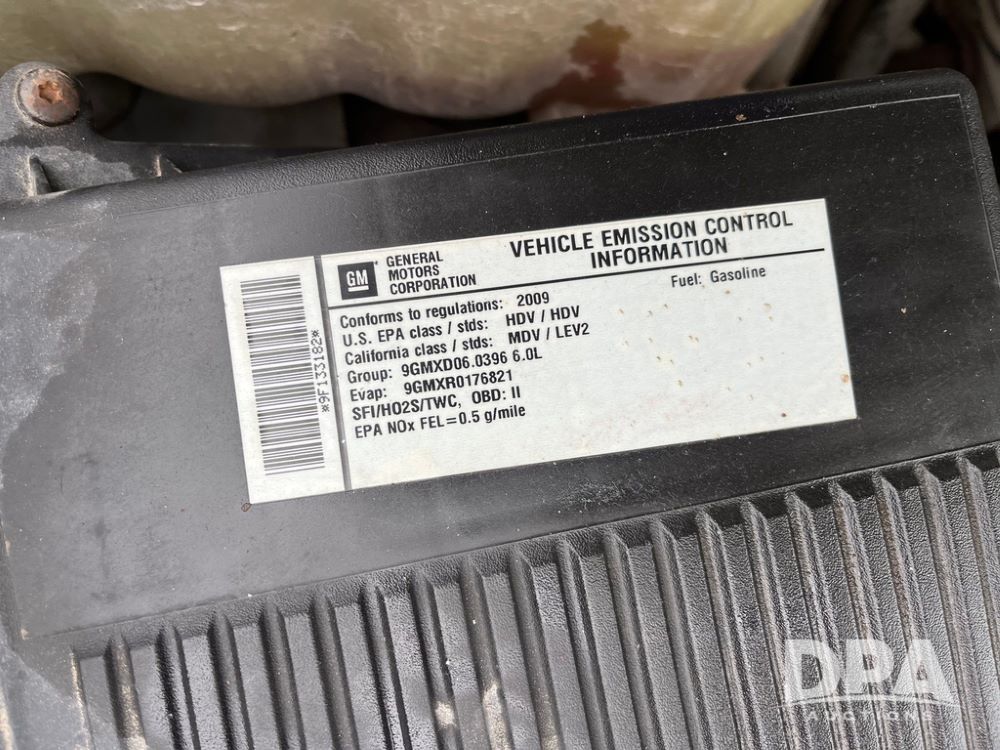 VEHICLE EMISSION CONTROL
INFORMATION
GM
GENERAL
MOTORS
CORPORATION
Fuel: Gasoline
Conforms to regulations: 2009
U.S. EPA class / stds: HDV / HDV
California class / stds: MDV / LEV2
Group: 9GMXD06.0396 6.0L
Evap: 9GMXR0176821
SFI/HO2S/TWC, OBD: II
EPA NOx FEL=0.5 g/mile
*9F133182*
DPA
AUCTIONS